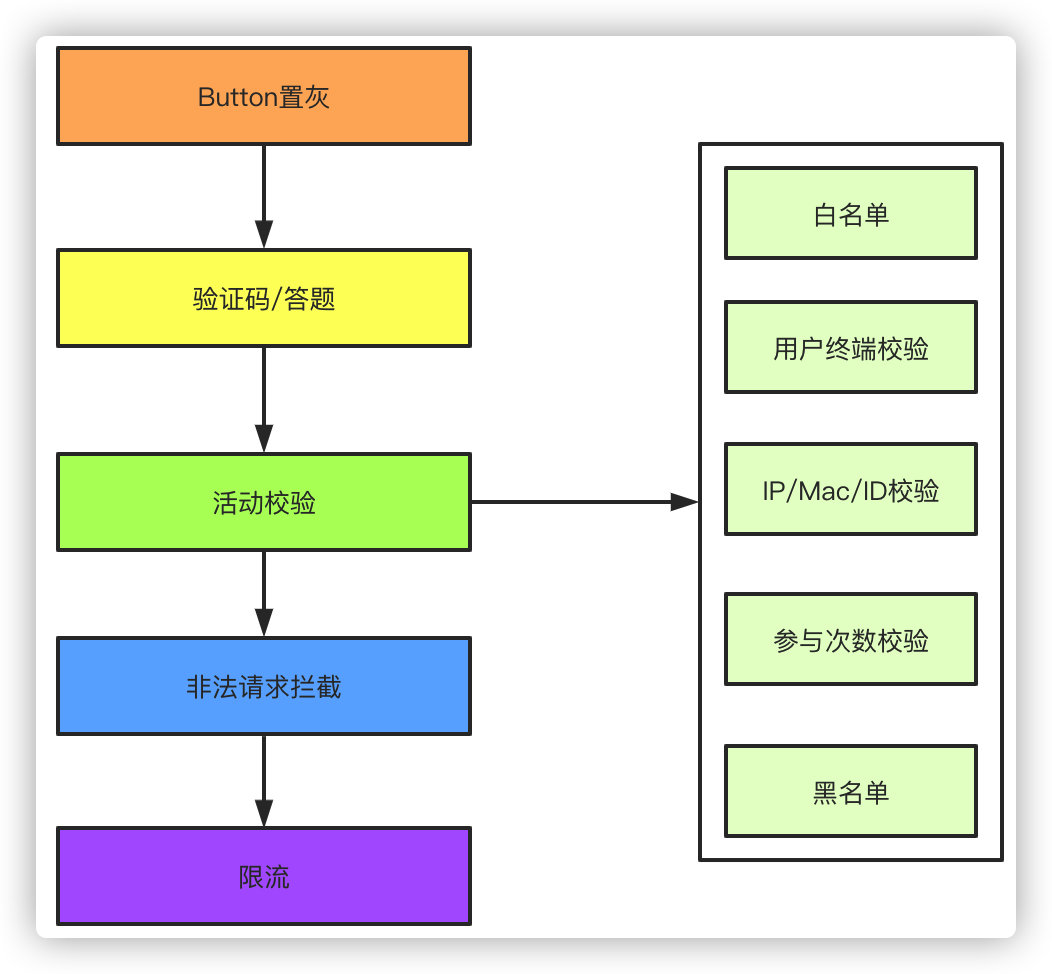 Button置灰
验证码/答题
活动校验
非法请求拦截
限流
白名单
用户终端校验
IP/Mac/ID校验
参与次数校验
黑名单